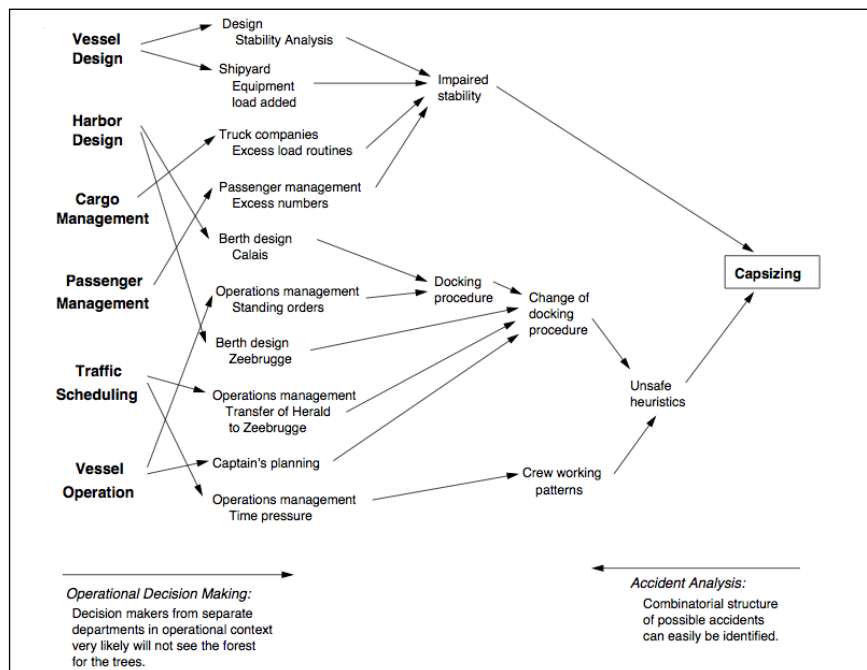 Vessel
Design
Design
Stability Analysis
Shipyard
Equipment
load added
Impaired
stability
Harbor
Design
Truck companies
Excess load routines
Cargo
Management
Passenger management
Excess numbers
Berth design
Calais
Passenger
Management
Operations management
Standing orders
Docking
procedure
Change of
docking
procedure
Capsizing
Berth design
Zeebrugge
Traffic
Scheduling
Operations management
Transfer of Herald
to Zeebrugge
Unsafe
heuristics
Vessel
Operation
Captain's planning
Operations management
Time pressure
Crew working
patterns
Operational Decision Making:
Decision makers from separate
departments in operational context
very likely will not see the forest
for the trees.
Accident Analysis:
Combinatorial structure
of possible accidents
can easily be identified.